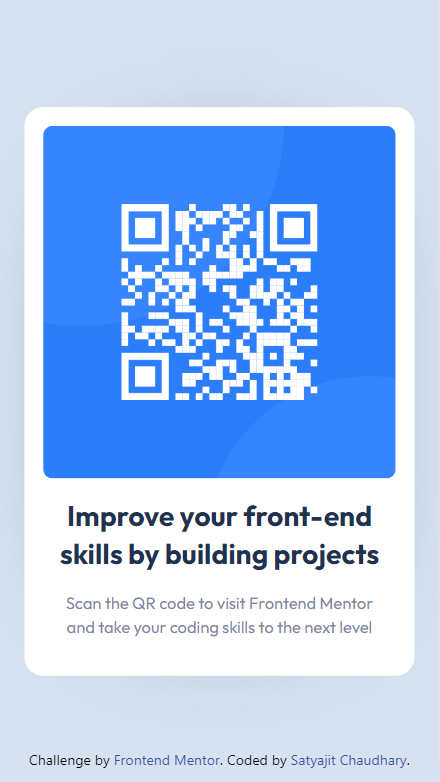 Improve your front-end
skills by building projects
Scan the QR code to visit Frontend Mentor
and take your coding skills to the next level
Challenge by Frontend Mentor. Coded by Satyajit Chaudhary.